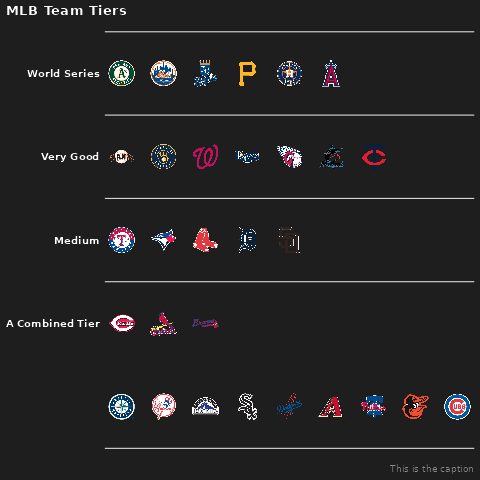 MLB Team Tiers
World Series
Very Good
Medium
A Combined Tier
This is the caption